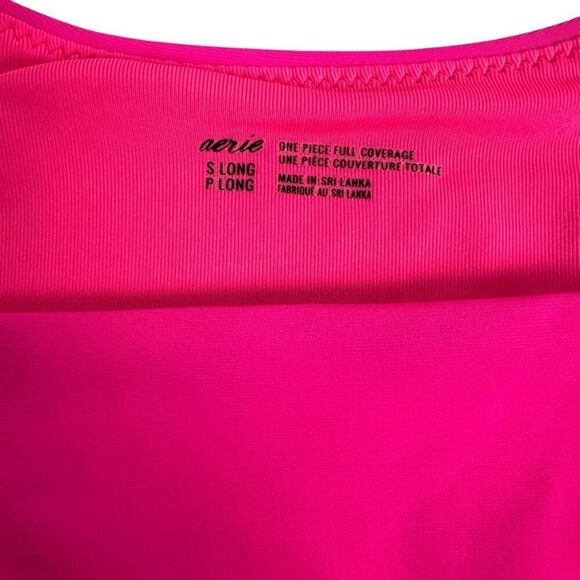 aerie
S LONG
P LONG
ONE PIECE FULL COVERAGE
UNE PIÈCE COUVERTURE TOTALE
MADE IN SRI LANKA
FABRIQUÉ AU SRI LANKA